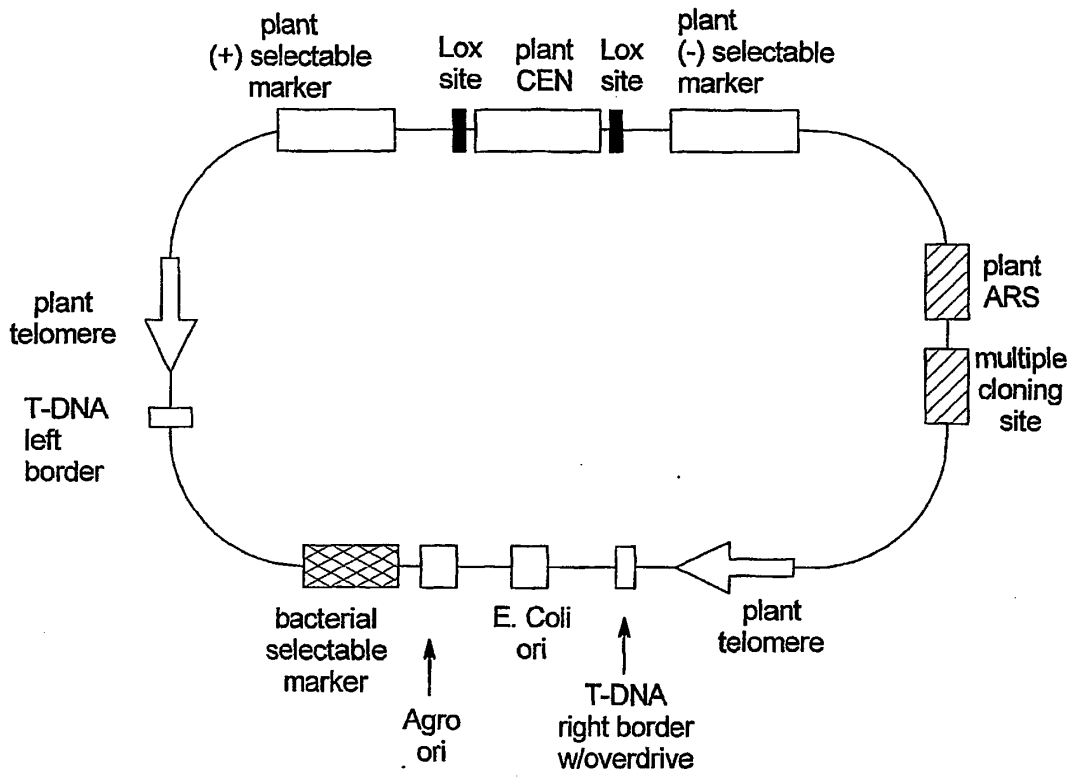 plant
(+) selectable
marker
Lox
site
plant
CEN
Lox
site
plant
(-) selectable
marker
plant
ARS
multiple
cloning
site
plant
telomere
T-DNA
left
border
bacterial
selectable
marker
Agro
ori
E. Coli
ori
T-DNA
right border
w/overdrive
plant
telomere